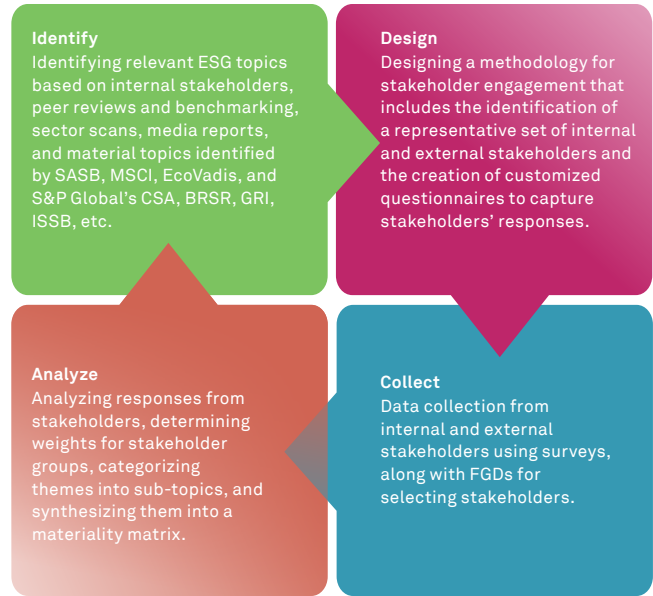 Identify
Identifying relevant ESG topics
based on internal stakeholders,
peer reviews and benchmarking,
sector scans, media reports,
and material topics identified
by SASB, MSCI, EcoVadis, and
S&P Global's CSA, BRSR, GRI,
ISSB, etc.
Design
Designing a methodology for
stakeholder engagement that
includes the identification of
a representative set of internal
and external stakeholders and
the creation of customized
questionnaires to capture
stakeholders' responses.
Analyze
Analyzing responses from
stakeholders, determining
weights for stakeholder
groups, categorizing
themes into sub-topics, and
synthesizing them into a
materiality matrix.
Collect
Data collection from
internal and external
stakeholders using surveys,
along with FGDs for
selecting stakeholders.